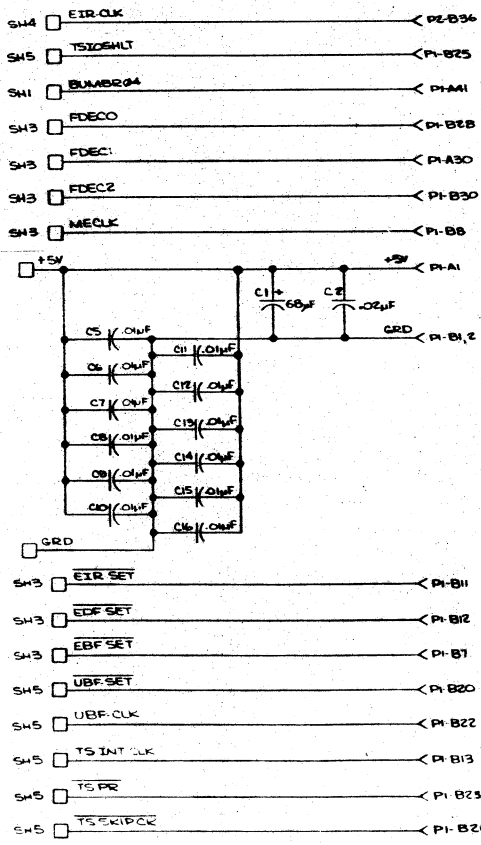 SH4 EIR-CLK P2-B36
SH5 TSIOSHLT P1-B25
SH1 BUMBR04 P1-A41
SH3 FDEC0 P1-B28
SH3 FDEC1 P1-A30
SH3 FDEC2 P1-B30
SH3 MECLK P1-B8
+5V +5V P1-A1
C1 + 68µF C2 .02µF
GRD P1-B1,2
C5 .01µF
C11 .01µF
C6 .01µF
C12 .01µF
C7 .01µF
C13 .01µF
C8 .01µF
C14 .01µF
C9 .01µF
C15 .01µF
C10 .01µF
C16 .01µF
GRD
SH3 EIR SET P1-B11
SH3 EDF SET P1-B12
SH3 EBF SET P1-B7
SH5 UBF-SET P1-B20
SH5 UBF-CLK P1-B22
SH5 TS INT CLK P1-B13
SH5 TS PR P1-B23
SH5 TS SKIP CK